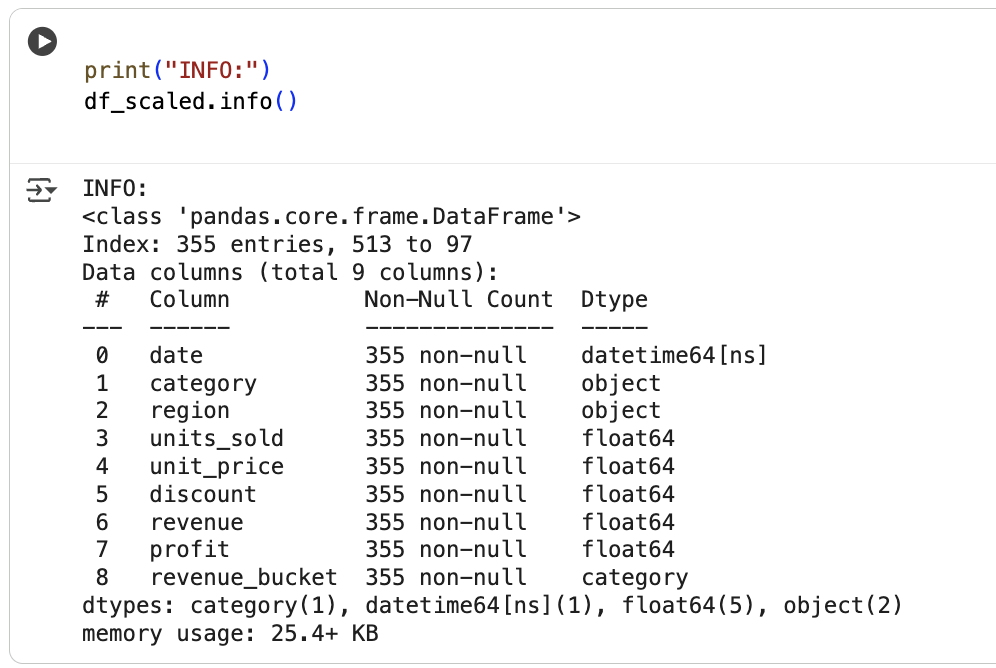 print("INFO:")
df_scaled.info()
INFO:
<class 'pandas.core.frame.DataFrame'>
Index: 355 entries, 513 to 97
Data columns (total 9 columns):
 #   Column          Non-Null Count  Dtype
---  ------          --------------  -----
 0   date            355 non-null    datetime64[ns]
 1   category        355 non-null    object
 2   region          355 non-null    object
 3   units_sold      355 non-null    float64
 4   unit_price      355 non-null    float64
 5   discount        355 non-null    float64
 6   revenue         355 non-null    float64
 7   profit          355 non-null    float64
 8   revenue_bucket  355 non-null    category
dtypes: category(1), datetime64[ns](1), float64(5), object(2)
memory usage: 25.4+ KB